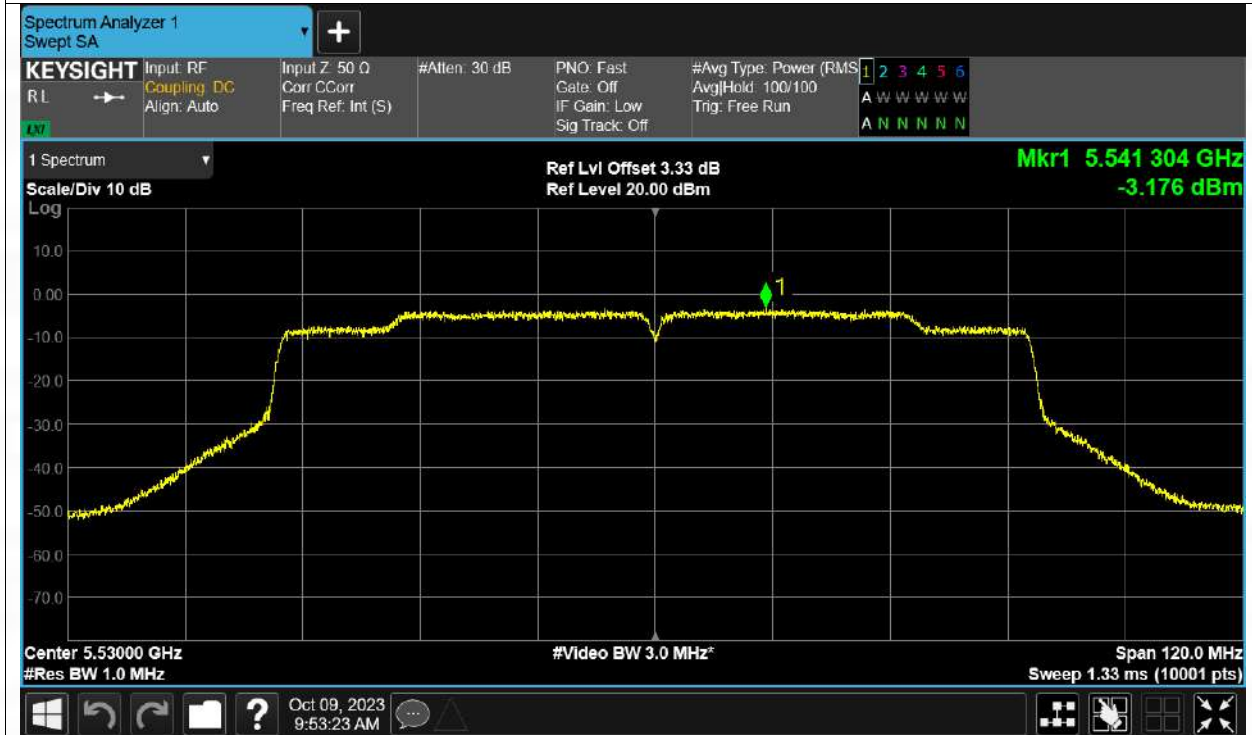 Spectrum Analyzer 1
Swept SA
KEYSIGHT
RL
LXI
Input: RF
Coupling: DC
Align: Auto
Input Z: 50 Ω
Corr CCorr
Freq Ref: Int (S)
#Atten: 30 dB
PNO: Fast
Gate: Off
IF Gain: Low
Sig Track: Off
#Avg Type: Power (RMS
Avg|Hold: 100/100
Trig: Free Run
1 2 3 4 5 6
A W W W W W
A N N N N N
1 Spectrum
Scale/Div 10 dB
Log
Ref Lvl Offset 3.33 dB
Ref Level 20.00 dBm
Mkr1 5.541 304 GHz
-3.176 dBm
10.0
0.00
1
-10.0
-20.0
-30.0
-40.0
-50.0
-60.0
-70.0
Center 5.53000 GHz
#Res BW 1.0 MHz
#Video BW 3.0 MHz*
Span 120.0 MHz
Sweep 1.33 ms (10001 pts)
?
Oct 09, 2023
9:53:23 AM